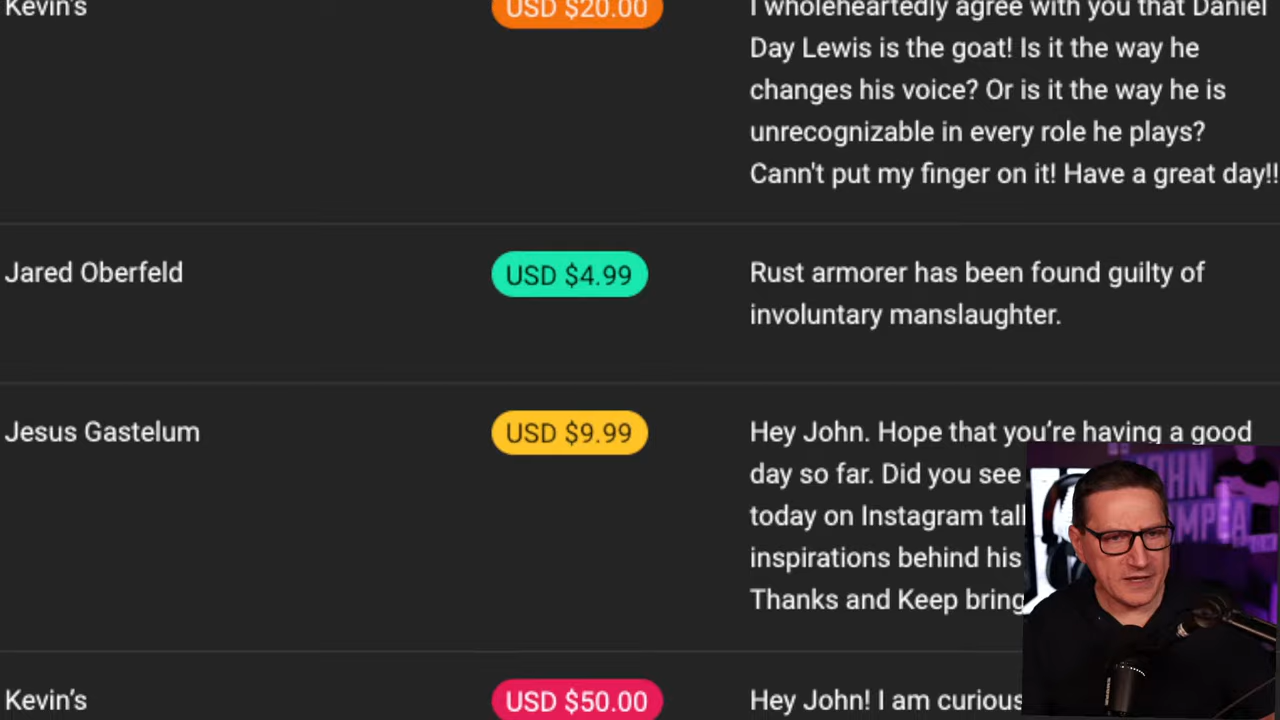 Kevin's
USD $20.00
I wholeheartedly agree with you that Daniel
Day Lewis is the goat! Is it the way he
changes his voice? Or is it the way he is
unrecognizable in every role he plays?
Cann't put my finger on it! Have a great day!!
Jared Oberfeld
USD $4.99
Rust armorer has been found guilty of
involuntary manslaughter.
Jesus Gastelum
USD $9.99
Hey John. Hope that you're having a good
day so far. Did you see
today on Instagram
inspirations behind his
Thanks and Keep
Kevin's
USD $50.00
Hey John! I am curious